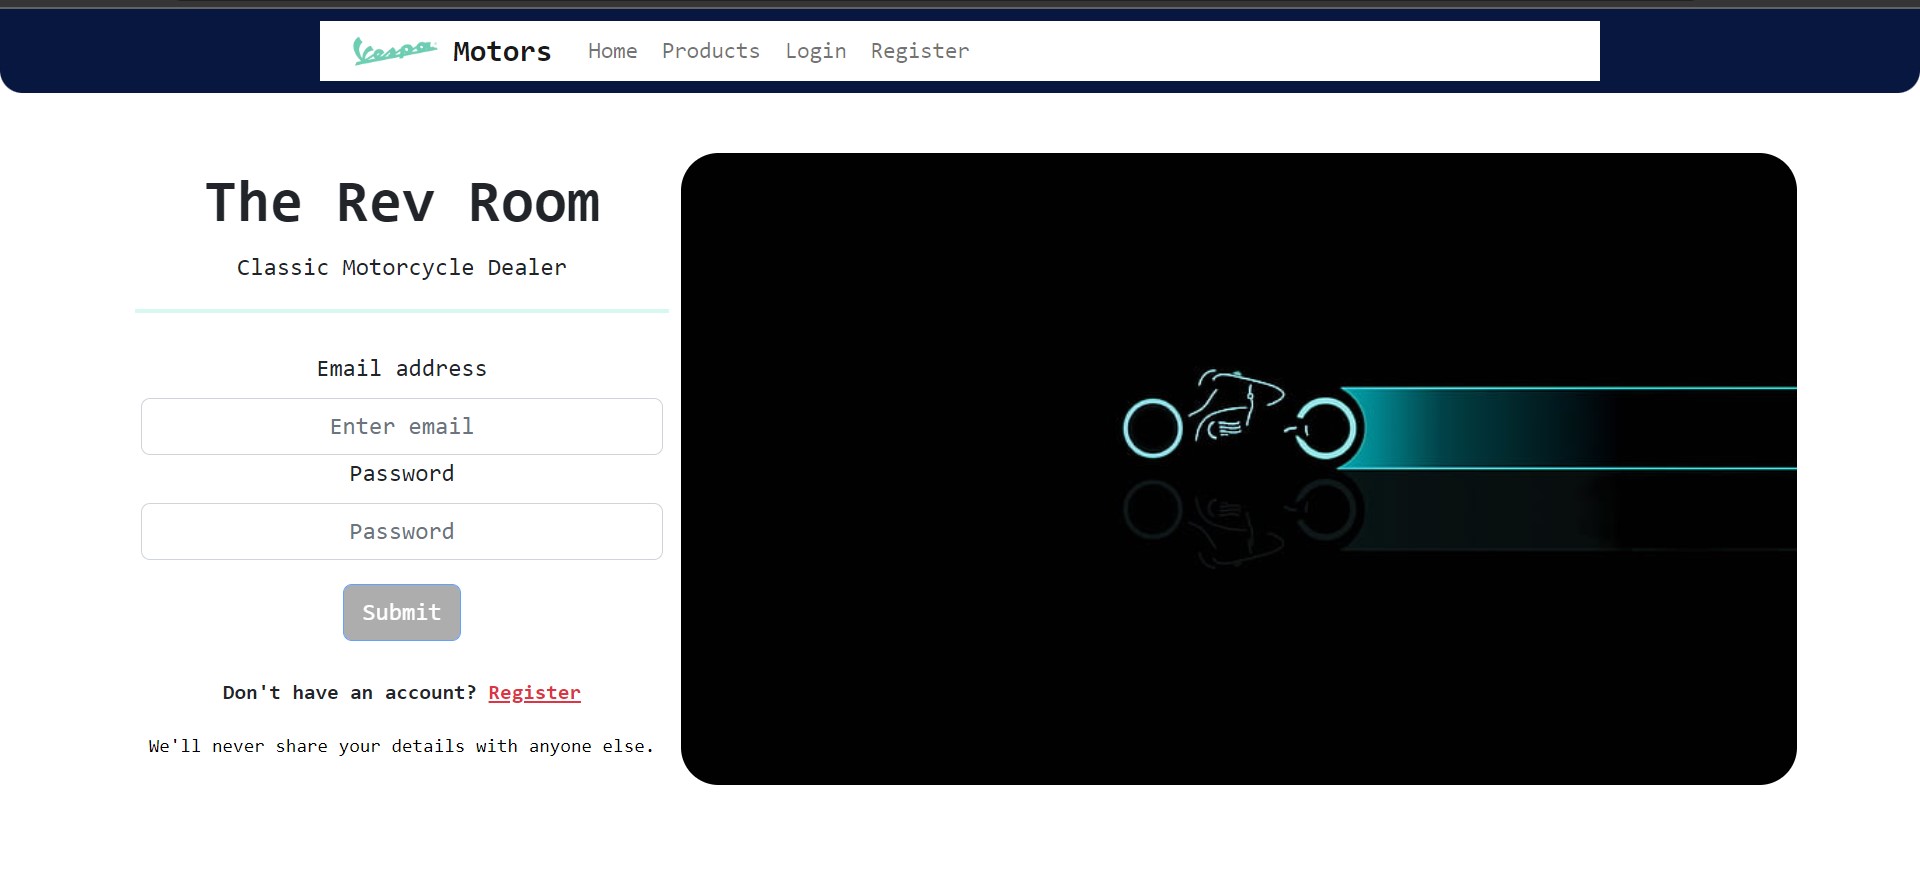 Vespa Motors Home Products Login Register
The Rev Room
Classic Motorcycle Dealer
Email address
Enter email
Password
Password
Submit
Don't have an account? Register
We'll never share your details with anyone else.